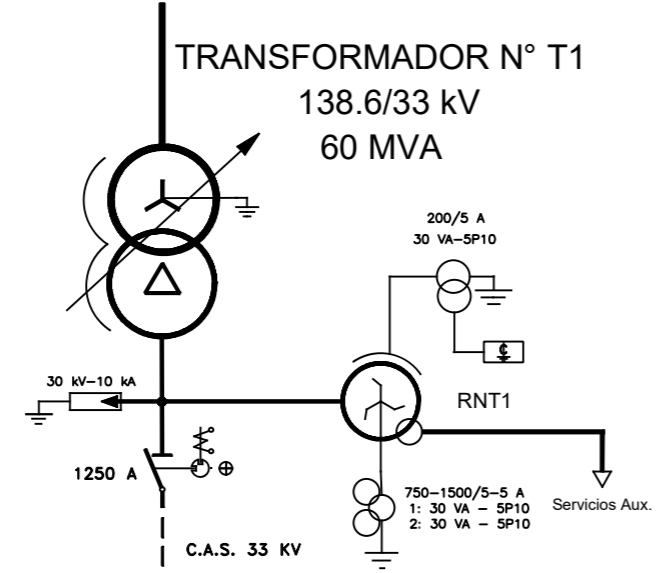 TRANSFORMADOR N° T1
138.6/33 kV
60 MVA
200/5 A
30 VA-5P10
30 kV-10 kA
RNT1
1250 A
750-1500/5-5 A
1: 30 VA - 5P10
2: 30 VA - 5P10
Servicios Aux.
C.A.S. 33 KV